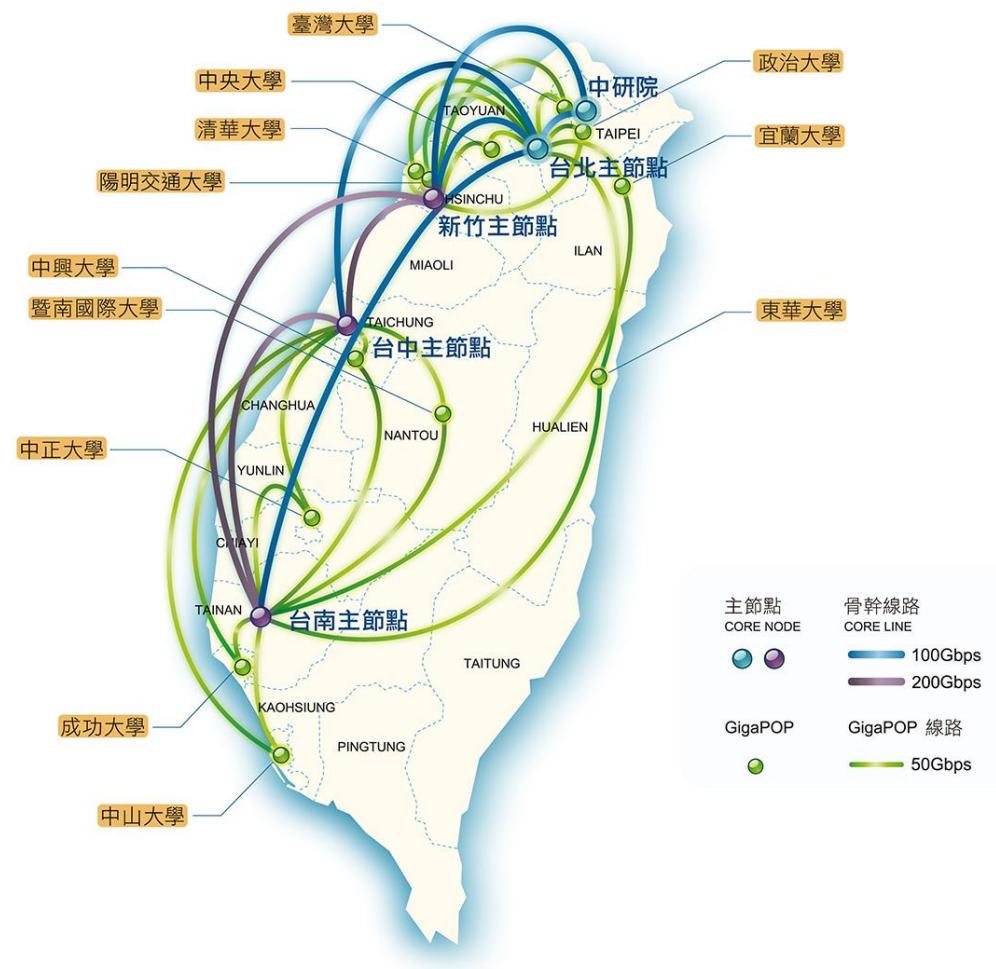 臺灣大學
政治大學
中央大學
中研院
TAOYUAN
清華大學
TAIPEI
宜蘭大學
台北主節點
陽明交通大學
HSINCHU
新竹主節點
ILAN
MIAOLI
中興大學
暨南國際大學
東華大學
TAICHUNG
台中主節點
CHANGHUA
HUALIEN
NANTOU
中正大學
YUNLIN
CHIAYI
TAINAN
台南主節點
TAITUNG
KAOHSIUNG
成功大學
PINGTUNG
中山大學
主節點
CORE NODE
骨幹線路
CORE LINE
100Gbps
200Gbps
GigaPOP
GigaPOP 線路
50Gbps